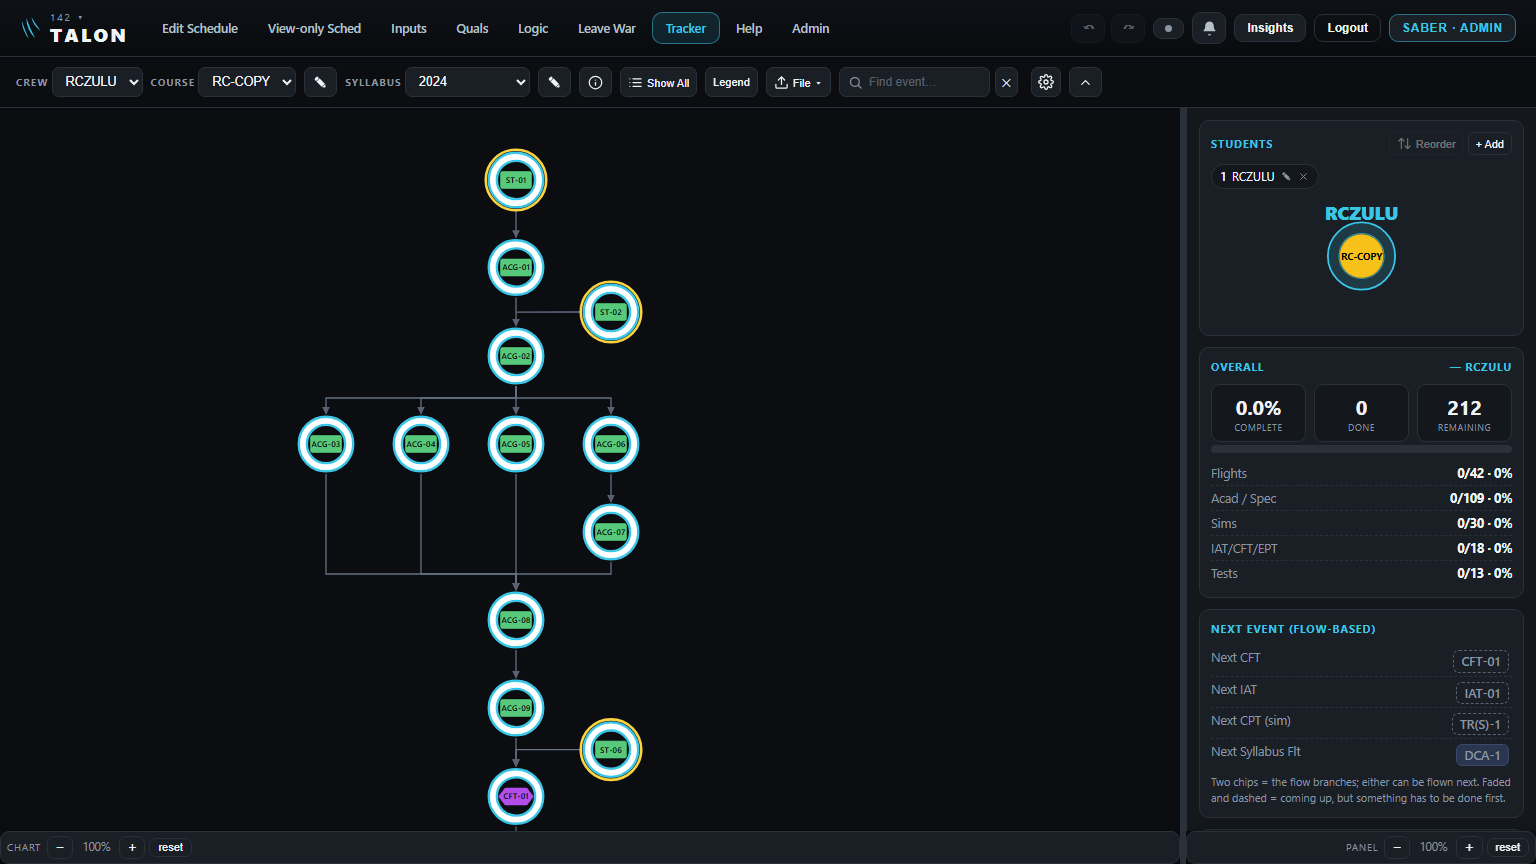 142
TALON
Edit Schedule
View-only Sched
Inputs
Quals
Logic
Leave War
Tracker
Help
Admin
Insights
Logout
SABER · ADMIN
CREW
RCZULU
COURSE
RC-COPY
SYLLABUS
2024
Show All
Legend
File
Find event...
ST-01
ACG-01
ST-02
ACG-02
ACG-03
ACG-04
ACG-05
ACG-06
ACG-07
ACG-08
ACG-09
ST-06
CFT-01
CHART
−
100%
+
reset
STUDENTS
Reorder
+ Add
1 RCZULU
RCZULU
RC-COPY
OVERALL
— RCZULU
0.0%
COMPLETE
0
DONE
212
REMAINING
Flights
0/42 · 0%
Acad / Spec
0/109 · 0%
Sims
0/30 · 0%
IAT/CFT/EPT
0/18 · 0%
Tests
0/13 · 0%
NEXT EVENT (FLOW-BASED)
Next CFT
CFT-01
Next IAT
IAT-01
Next CPT (sim)
TR(S)-1
Next Syllabus Flt
DCA-1
Two chips = the flow branches; either can be flown next. Faded
and dashed = coming up, but something has to be done first.
PANEL
−
100%
+
reset